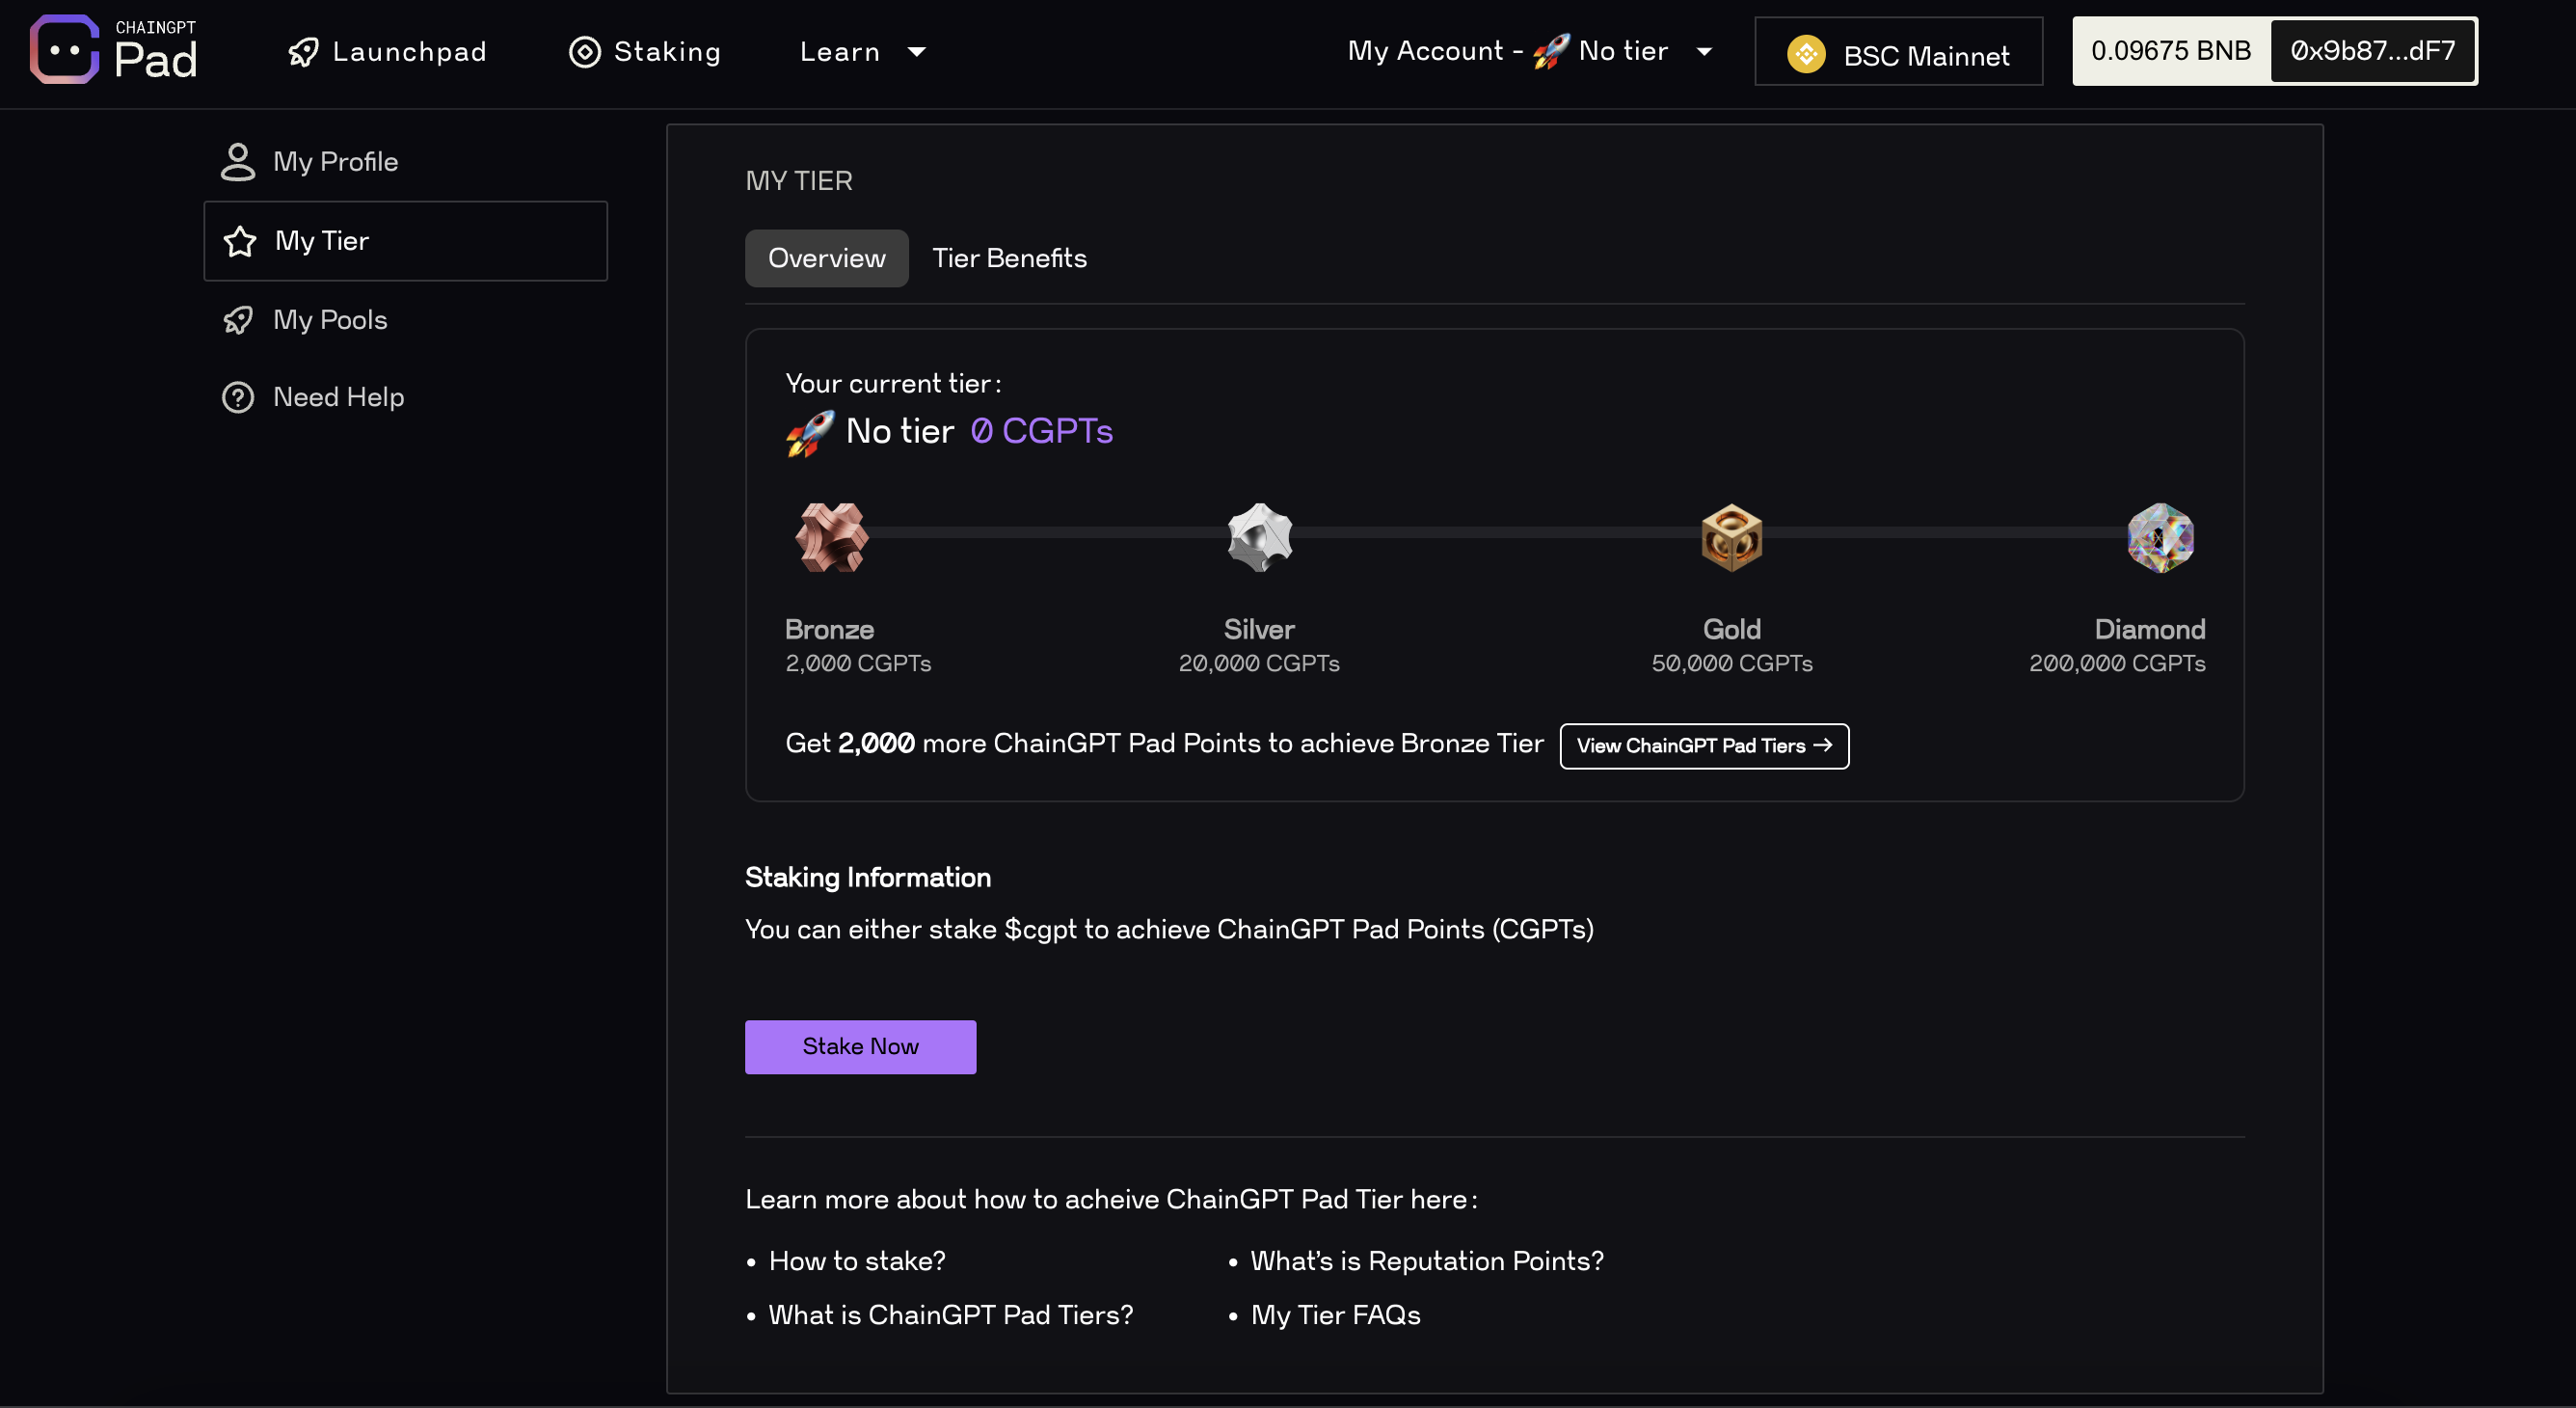 CHAINGPT
Pad
Launchpad
Staking
Learn
My Account - 🚀 No tier
BSC Mainnet
0.09675 BNB
0x9b87...dF7
My Profile
My Tier
My Pools
Need Help
MY TIER
Overview
Tier Benefits
Your current tier:
🚀 No tier 0 CGPTs
Bronze
2,000 CGPTs
Silver
20,000 CGPTs
Gold
50,000 CGPTs
Diamond
200,000 CGPTs
Get 2,000 more ChainGPT Pad Points to achieve Bronze Tier
View ChainGPT Pad Tiers →
Staking Information
You can either stake $cgpt to achieve ChainGPT Pad Points (CGPTs)
Stake Now
Learn more about how to acheive ChainGPT Pad Tier here:
• How to stake?
• What's is Reputation Points?
• What is ChainGPT Pad Tiers?
• My Tier FAQs